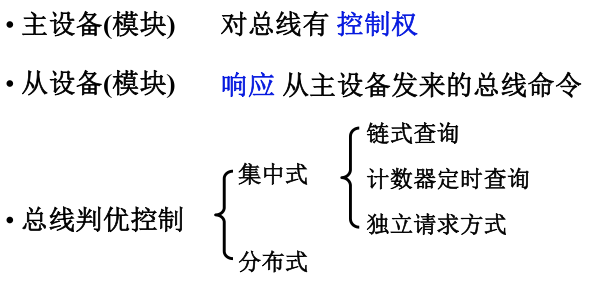 • 主设备(模块) 对总线有 控制权
• 从设备(模块) 响应 从主设备发来的总线命令
链式查询
集中式
计数器定时查询
• 总线判优控制
独立请求方式
分布式